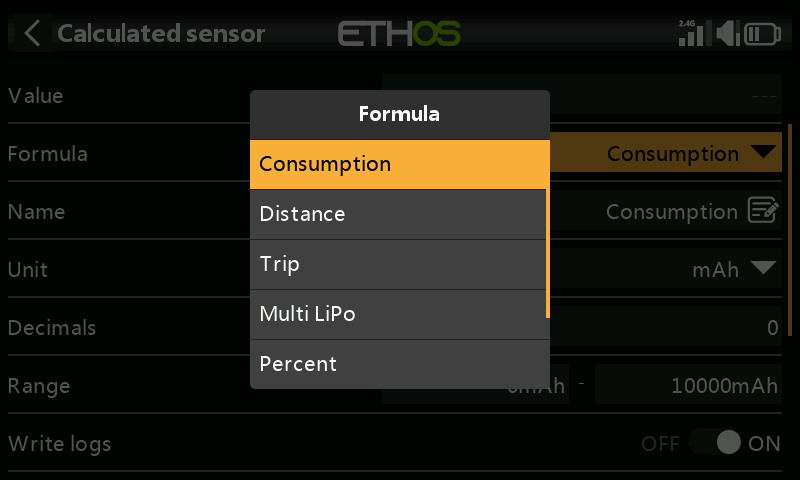 Calculated sensor
ETHOS
2.4G
Value ---
Formula
Formula Consumption
Consumption
Name Consumption
Distance
Trip
Unit mAh
Multi LiPo
Decimals 0
Percent
Range 0mAh - 10000mAh
Write logs OFF ON